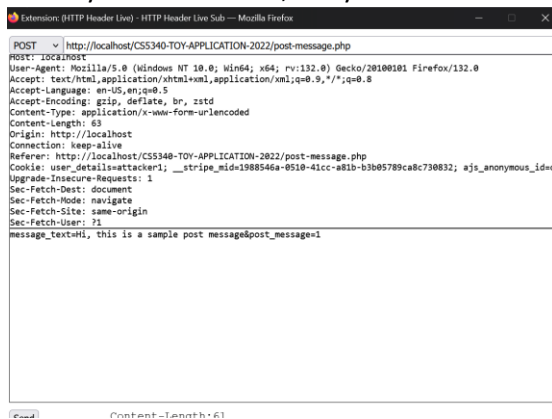 Extension: (HTTP Header Live) - HTTP Header Live Sub — Mozilla Firefox
POST http://localhost/CS5340-TOY-APPLICATION-2022/post-message.php
Host: localhost
User-Agent: Mozilla/5.0 (Windows NT 10.0; Win64; x64; rv:132.0) Gecko/20100101 Firefox/132.0
Accept: text/html,application/xhtml+xml,application/xml;q=0.9,*/*;q=0.8
Accept-Language: en-US,en;q=0.5
Accept-Encoding: gzip, deflate, br, zstd
Content-Type: application/x-www-form-urlencoded
Content-Length: 63
Origin: http://localhost
Connection: keep-alive
Referer: http://localhost/CS5340-TOY-APPLICATION-2022/post-message.php
Cookie: user_details=attacker1; __stripe_mid=1988546a-0510-41cc-a81b-b3b05789ca8c730832; ajs_anonymous_id=
Upgrade-Insecure-Requests: 1
Sec-Fetch-Dest: document
Sec-Fetch-Mode: navigate
Sec-Fetch-Site: same-origin
Sec-Fetch-User: ?1
message_text=Hi, this is a sample post message&post_message=1
Send Content-Length:61